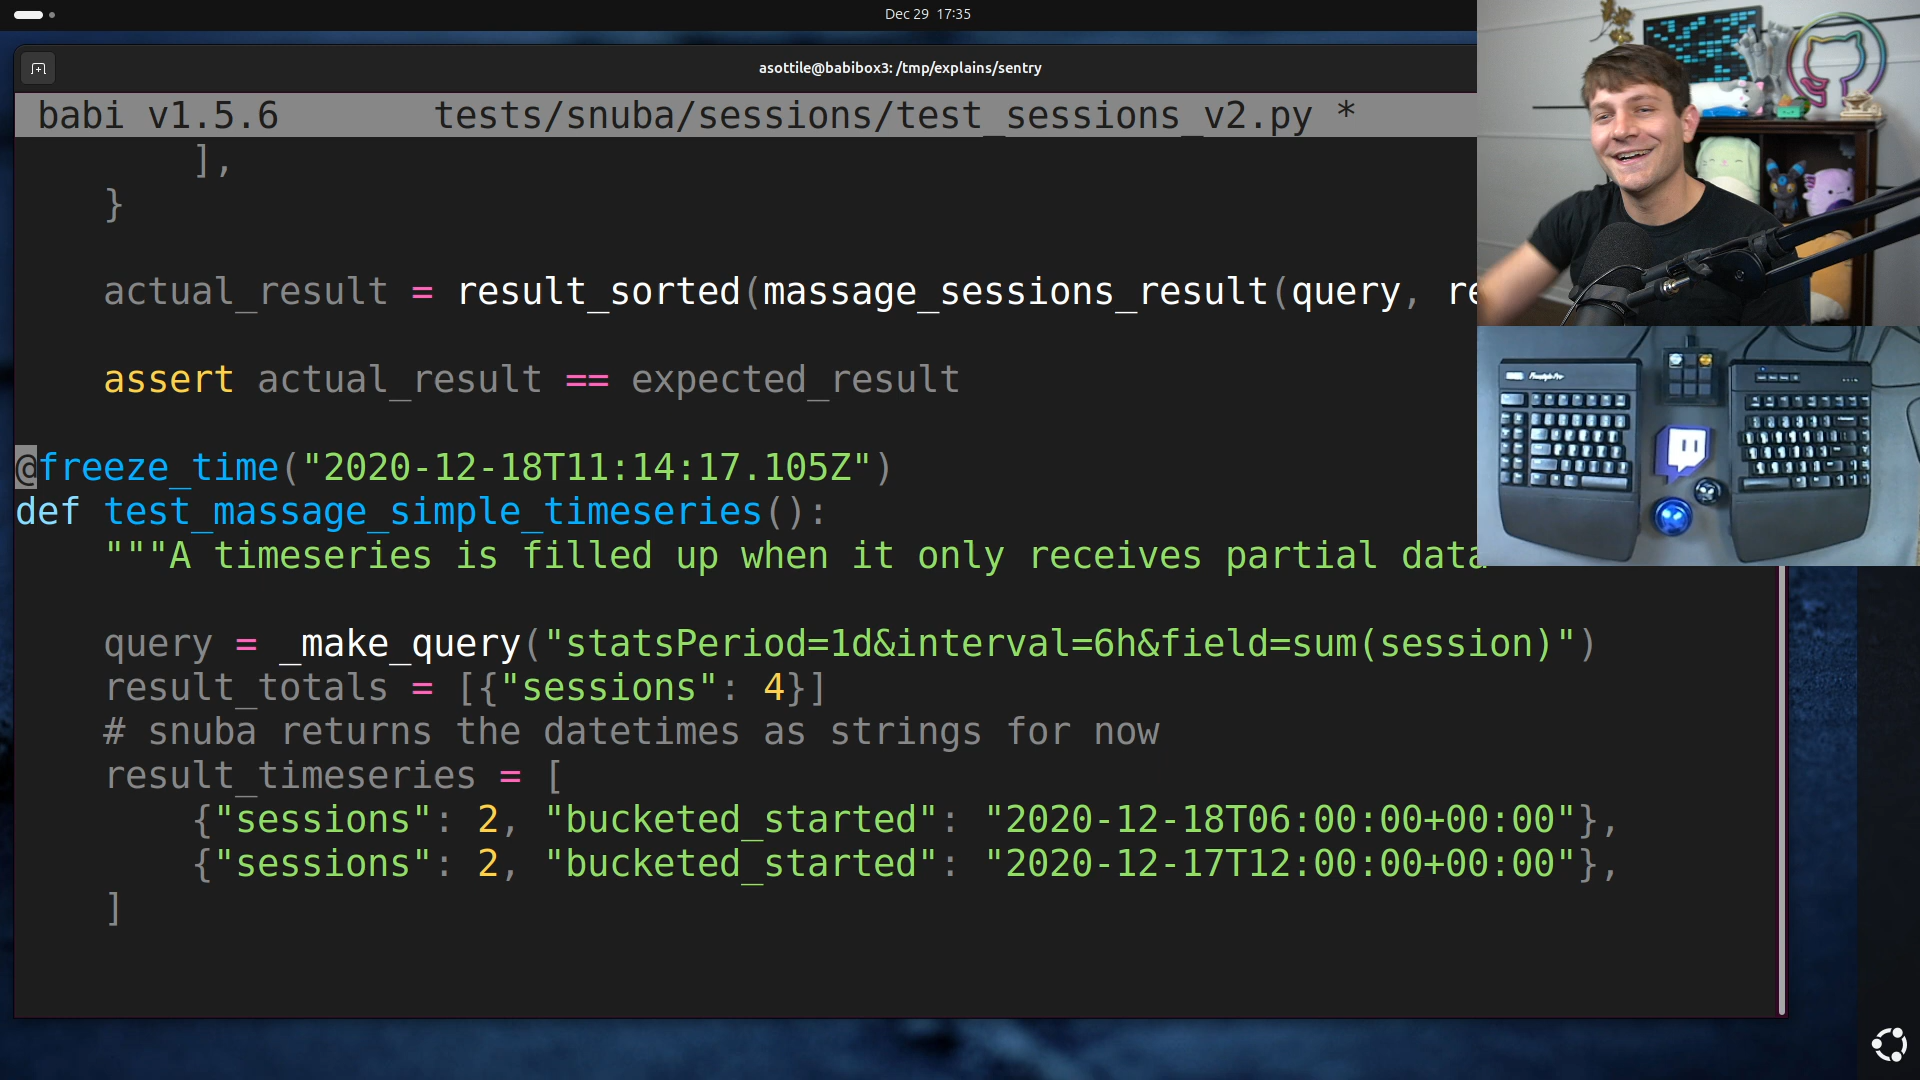 Dec 29 17:35
asottile@babibox3: /tmp/explains/sentry
babi v1.5.6 tests/snuba/sessions/test_sessions_v2.py *
],
}
actual_result = result_sorted(massage_sessions_result(query, re
assert actual_result == expected_result
@freeze_time("2020-12-18T11:14:17.105Z")
def test_massage_simple_timeseries():
"""A timeseries is filled up when it only receives partial data
query = _make_query("statsPeriod=1d&interval=6h&field=sum(session)")
result_totals = [{"sessions": 4}]
# snuba returns the datetimes as strings for now
result_timeseries = [
{"sessions": 2, "bucketed_started": "2020-12-18T06:00:00+00:00"},
{"sessions": 2, "bucketed_started": "2020-12-17T12:00:00+00:00"},
]